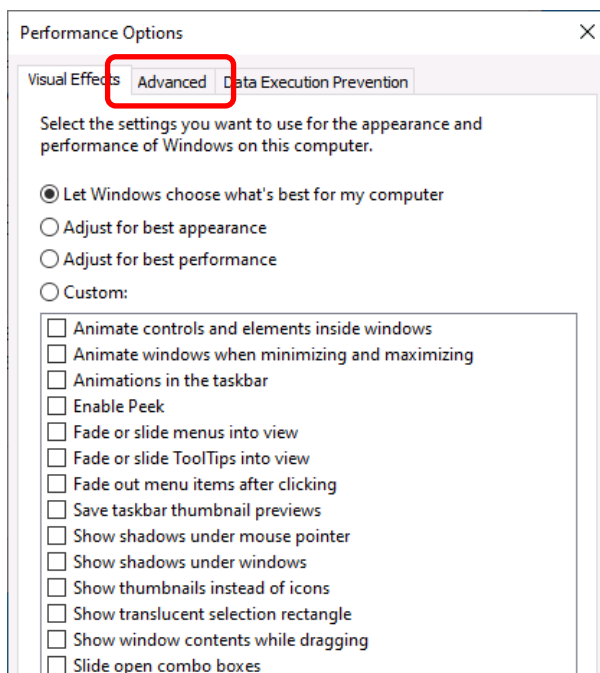 Performance Options
Visual Effects Advanced Data Execution Prevention
Select the settings you want to use for the appearance and
performance of Windows on this computer.
Let Windows choose what's best for my computer
Adjust for best appearance
Adjust for best performance
Custom:
Animate controls and elements inside windows
Animate windows when minimizing and maximizing
Animations in the taskbar
Enable Peek
Fade or slide menus into view
Fade or slide ToolTips into view
Fade out menu items after clicking
Save taskbar thumbnail previews
Show shadows under mouse pointer
Show shadows under windows
Show thumbnails instead of icons
Show translucent selection rectangle
Show window contents while dragging
Slide open combo boxes